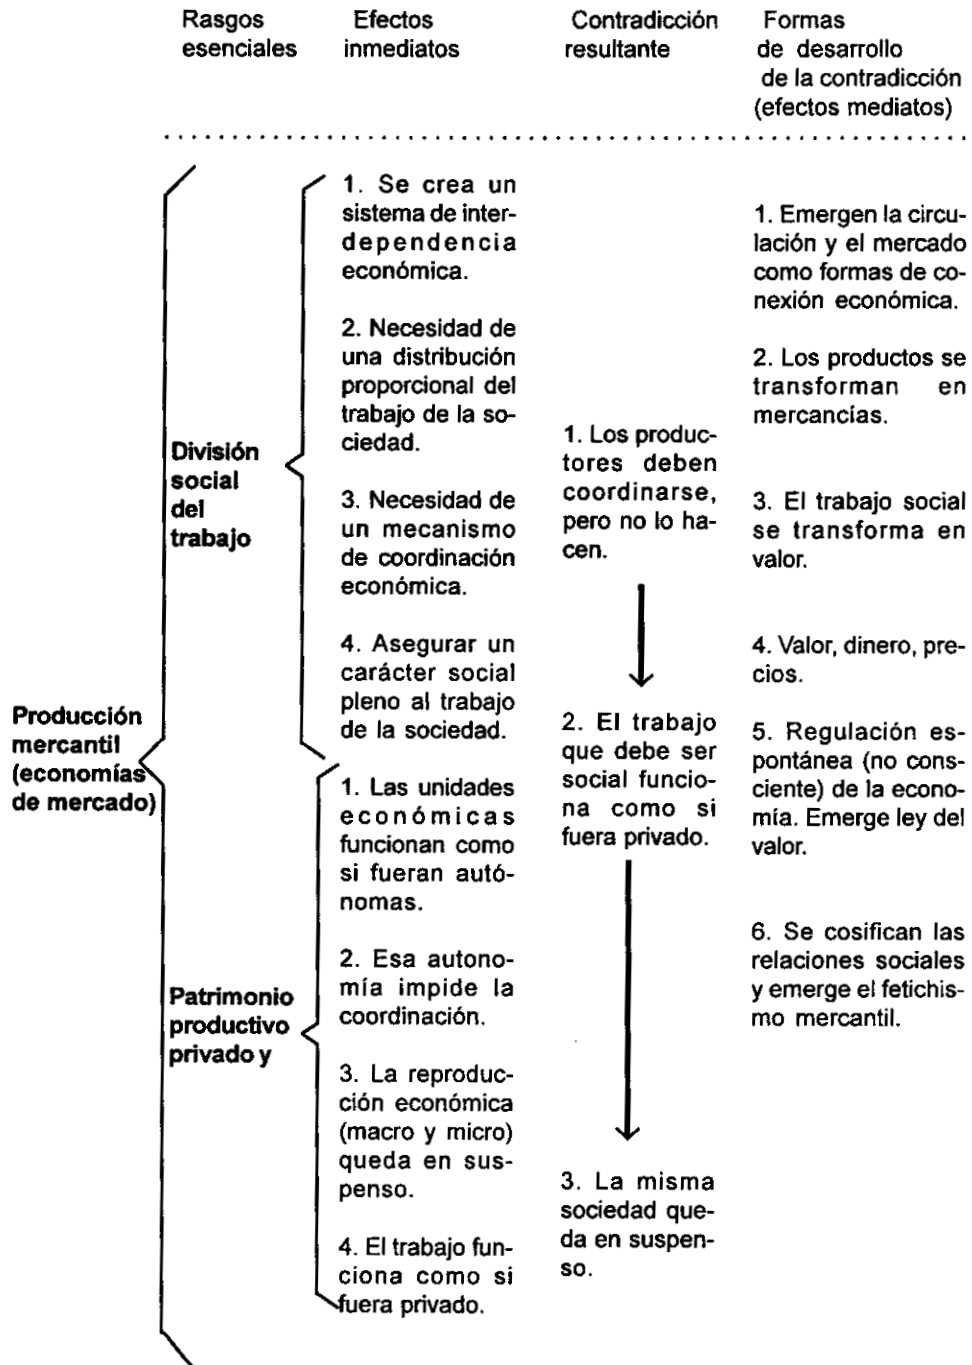 Rasgos
esenciales
Efectos
inmediatos
Contradicción
resultante
Formas
de desarrollo
de la contradicción
(efectos mediatos)
Producción
mercantil
(economías
de mercado)
División
social
del
trabajo
1. Se crea un
sistema de inter-
dependencia
económica.
2. Necesidad de
una distribución
proporcional del
trabajo de la so-
ciedad.
3. Necesidad de
un mecanismo
de coordinación
económica.
4. Asegurar un
carácter social
pleno al trabajo
de la sociedad.
Patrimonio
productivo
privado y
1. Las unidades
económicas
funcionan como
si fueran autó-
nomas.
2. Esa autono-
mía impide la
coordinación.
3. La reproduc-
ción económica
(macro y micro)
queda en sus-
penso.
4. El trabajo fun-
ciona como si
fuera privado.
1. Los produc-
tores deben
coordinarse,
pero no lo ha-
cen.
2. El trabajo
que debe ser
social funcio-
na como si
fuera privado.
3. La misma
sociedad que-
da en suspen-
so.
1. Emergen la circu-
lación y el mercado
como formas de co-
nexión económica.
2. Los productos se
transforman en
mercancías.
3. El trabajo social
se transforma en
valor.
4. Valor, dinero, pre-
cios.
5. Regulación es-
pontánea (no cons-
ciente) de la econo-
mía. Emerge ley del
valor.
6. Se cosifican las
relaciones sociales
y emerge el fetichis-
mo mercantil.